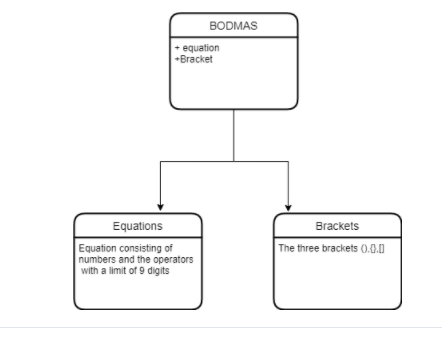 BODMAS
+ equation
+Bracket
Equations
Equation consisting of
numbers and the operators
with a limit of 9 digits
Brackets
The three brackets (),{},[]